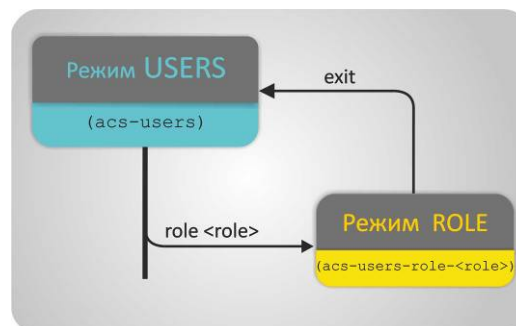 Режим USERS
(acs-users)
exit
role <role>
Режим ROLE
(acs-users-role-<role>)